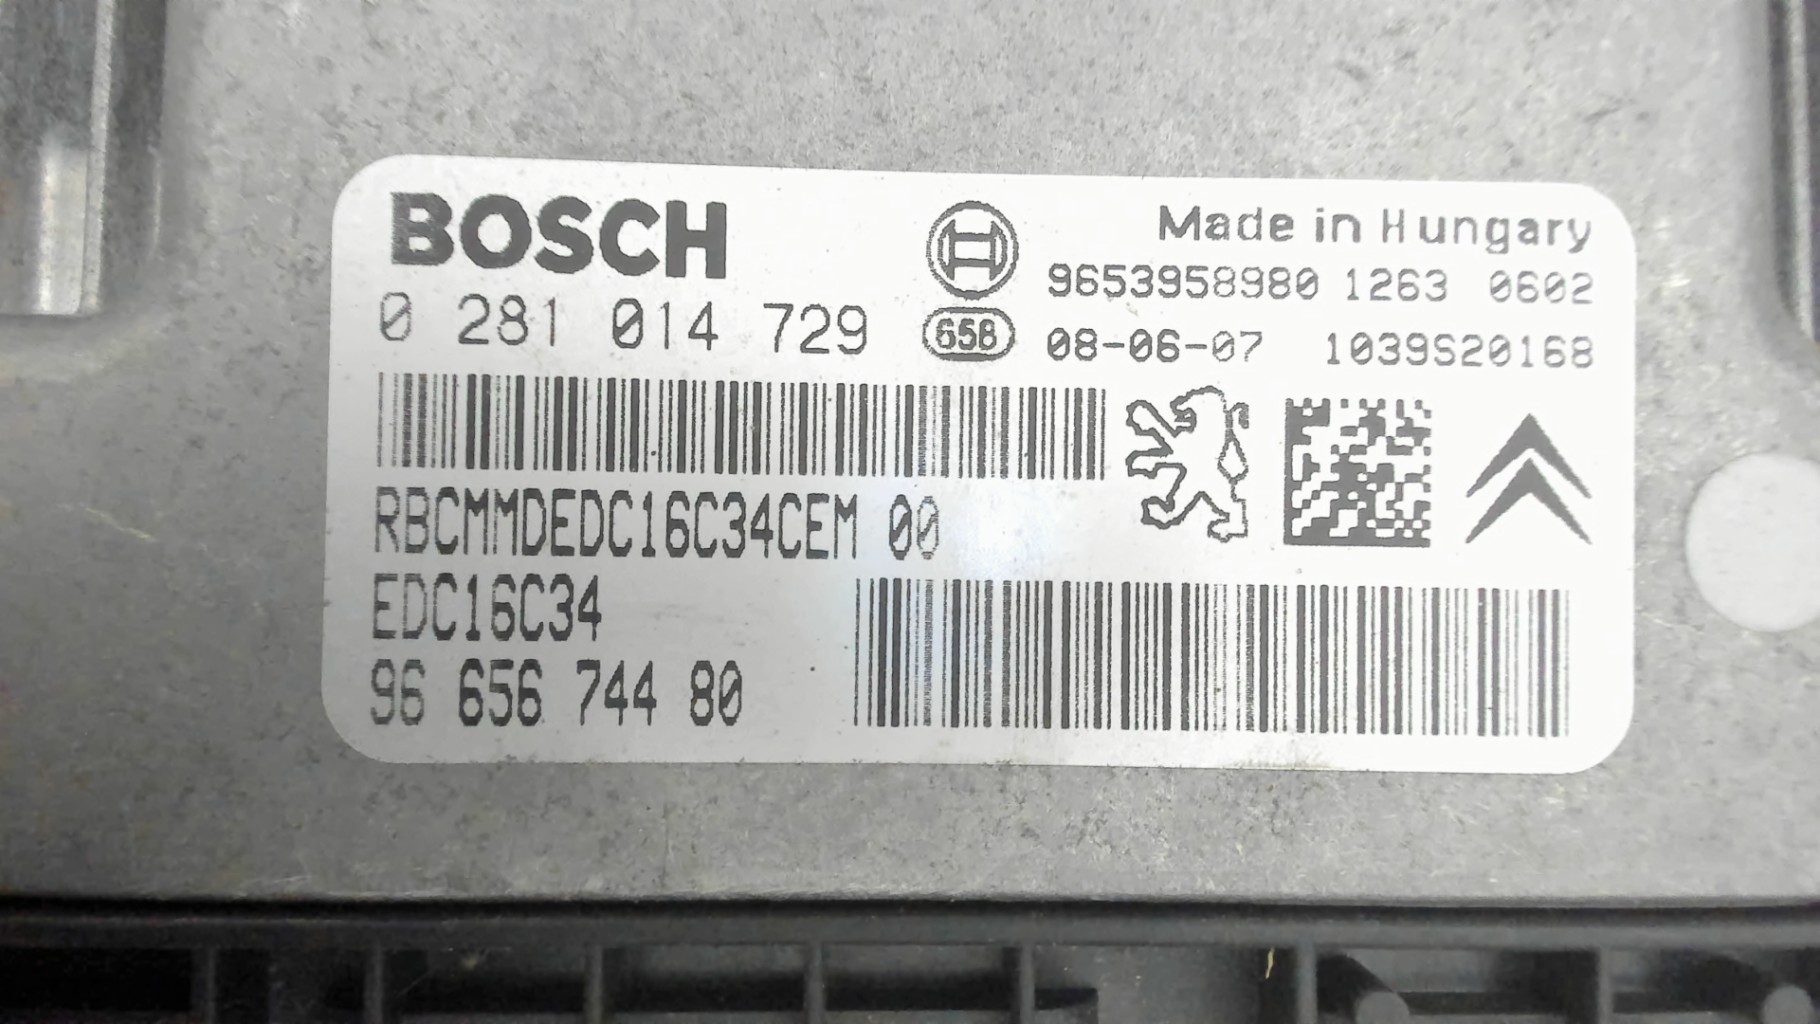 BOSCH
Made in Hungary
9653958980 1263 0602
0 281 014 729
658
08-06-07 1039S20168
RBCMMDEDC16C34CEM 00
EDC16C34
96 656 744 80